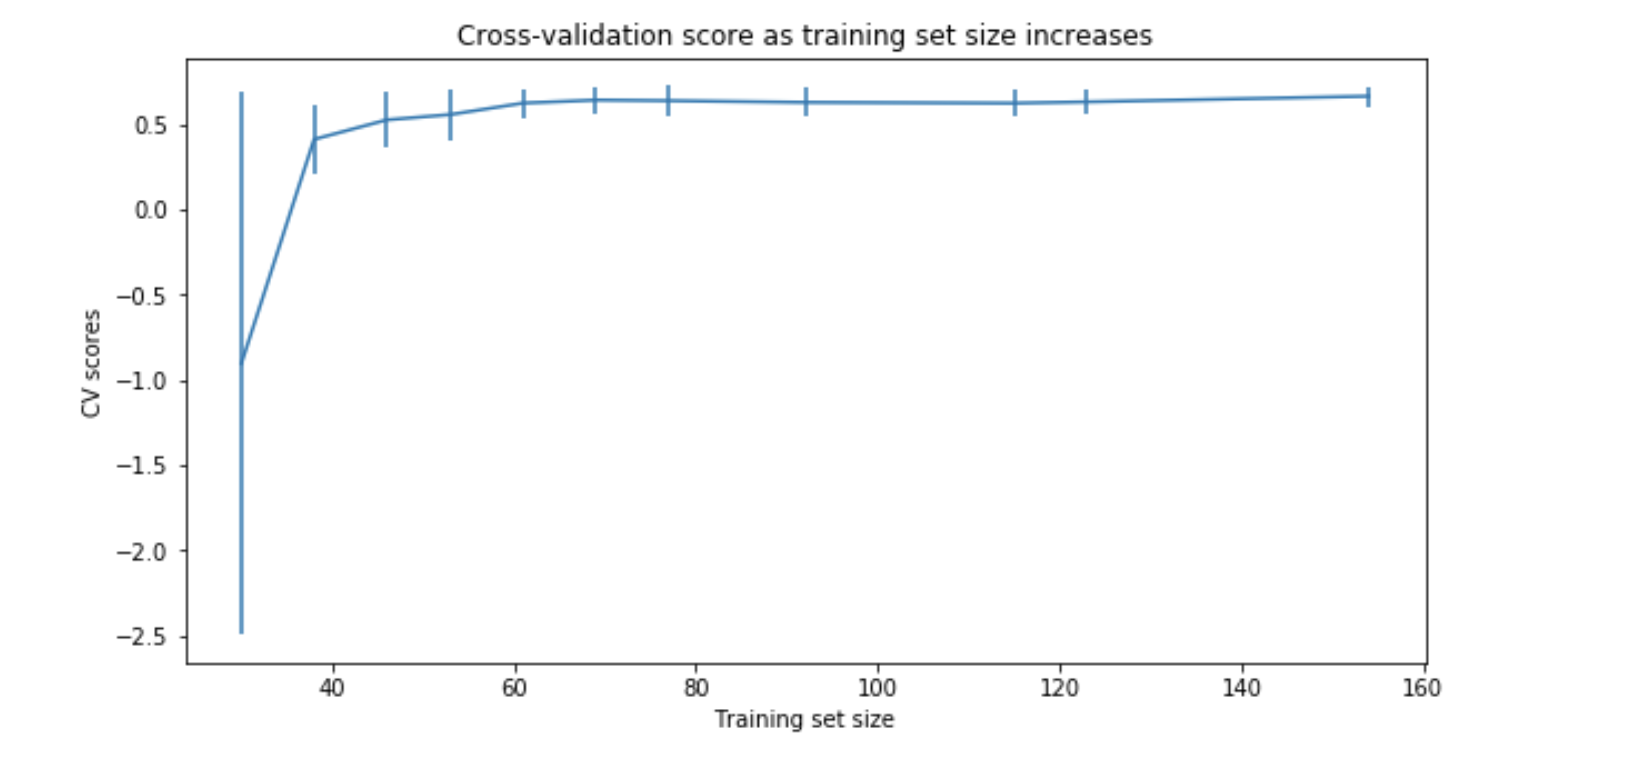 Cross-validation score as training set size increases
0.5
0.0
−0.5
−1.0
−1.5
−2.0
−2.5
CV scores
40 60 80 100 120 140 160
Training set size